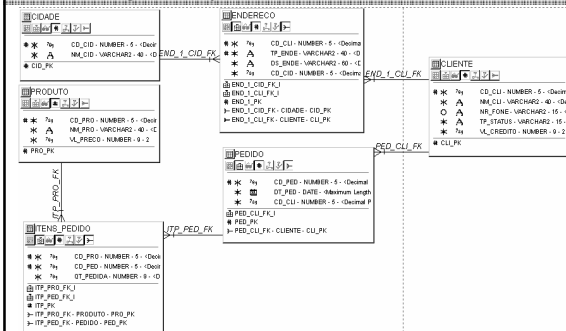 CIDADE
CD_CID - NUMBER - 5 - <Decir
NM_CID - VARCHAR2 - 40 - <D
CID_PK
END_1_CID_FK
ENDERECO
CD_CLI - NUMBER - 5 - <Decima
TP_ENDE - VARCHAR2 - 40 - <
DS_ENDE - VARCHAR2 - 60 - <D
CD_CID - NUMBER - 5 - <Decima
END_1_CID_FK_I
END_1_CLI_FK_I
END_1_PK
END_1_CID_FK - CIDADE - CID_PK
END_1_CLI_FK - CLIENTE - CLI_PK
END_1_CLI_FK
CLIENTE
CD_CLI - NUMBER - 5 - <Decima
NM_CLI - VARCHAR2 - 40 - <De
NR_FONE - VARCHAR2 - 15 - <
TP_STATUS - VARCHAR2 - 15 -
VL_CREDITO - NUMBER - 9 - 2
CLI_PK
PRODUTO
CD_PRO - NUMBER - 5 - <Decir
NM_PRO - VARCHAR2 - 40 - <D
VL_PRECO - NUMBER - 9 - 2
PRO_PK
ITP_PRO_FK
PED_CLI_FK
PEDIDO
CD_PED - NUMBER - 5 - <Decimal
DT_PED - DATE - <Maximum Length
CD_CLI - NUMBER - 5 - <Decimal P
PED_CLI_FK_I
PED_PK
PED_CLI_FK - CLIENTE - CLI_PK
ITP_PED_FK
ITENS_PEDIDO
CD_PRO - NUMBER - 5 - <Decir
CD_PED - NUMBER - 5 - <Decir
QT_PEDIDA - NUMBER - 9 - <D
ITP_PRO_FK_I
ITP_PED_FK_I
ITP_PK
ITP_PRO_FK - PRODUTO - PRO_PK
ITP_PED_FK - PEDIDO - PED_PK